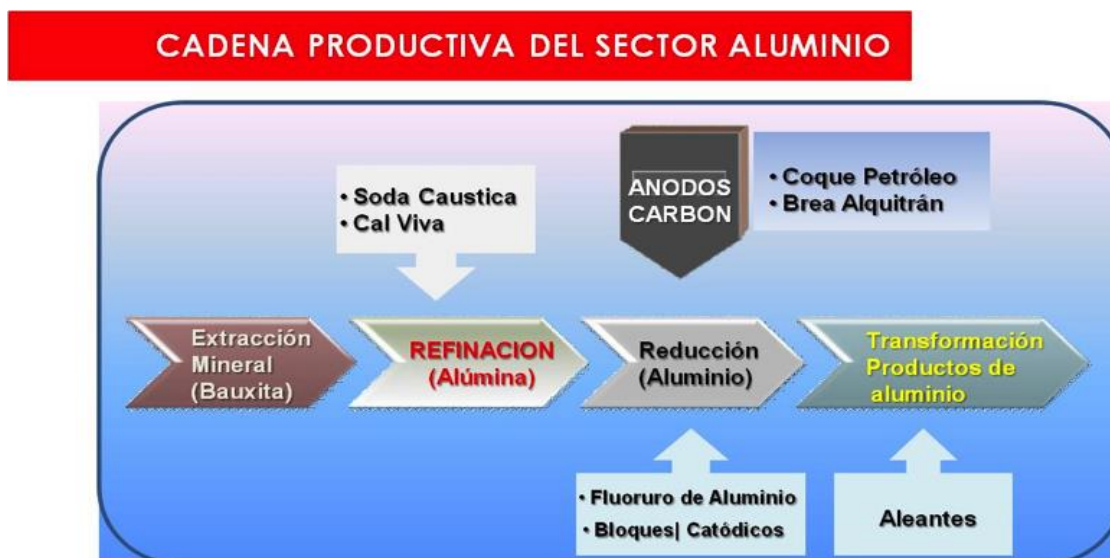 CADENA PRODUCTIVA DEL SECTOR ALUMINIO
• Soda Caustica
• Cal Viva
ANODOS
CARBON
• Coque Petróleo
• Brea Alquitrán
Extracción
Mineral
(Bauxita)
REFINACION
(Alúmina)
Reducción
(Aluminio)
Transformación
Productos de
aluminio
• Fluoruro de Aluminio
• Bloques| Catódicos
Aleantes